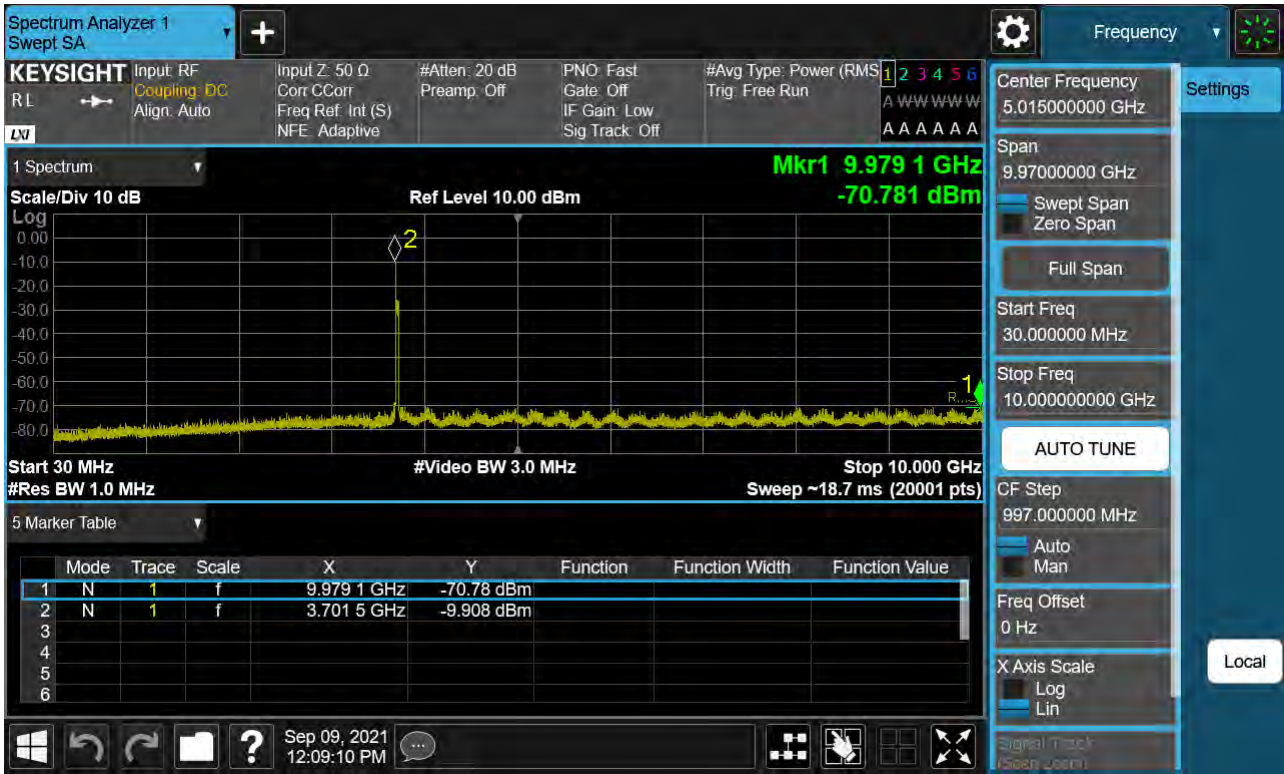 Spectrum Analyzer 1
Swept SA
Frequency
KEYSIGHT
RL
LXI
Input: RF
Coupling: DC
Align: Auto
Input Z: 50 Ω
Corr CCorr
Freq Ref: Int (S)
NFE: Adaptive
#Atten: 20 dB
Preamp: Off
PNO: Fast
Gate: Off
IF Gain: Low
Sig Track: Off
#Avg Type: Power (RMS
Trig: Free Run
1 2 3 4 5 6
A W W W W W
A A A A A A
Settings
1 Spectrum
Mkr1 9.979 1 GHz
-70.781 dBm
Scale/Div 10 dB
Ref Level 10.00 dBm
Log
0.00
-10.0
-20.0
-30.0
-40.0
-50.0
-60.0
-70.0
-80.0
2
1
Start 30 MHz
#Video BW 3.0 MHz
Stop 10.000 GHz
#Res BW 1.0 MHz
Sweep ~18.7 ms (20001 pts)
5 Marker Table
Mode Trace Scale X Y Function Function Width Function Value
1 N 1 f 9.979 1 GHz -70.78 dBm
2 N 1 f 3.701 5 GHz -9.908 dBm
3
4
5
6
Sep 09, 2021
12:09:10 PM
Center Frequency
5.015000000 GHz
Span
9.97000000 GHz
Swept Span
Zero Span
Full Span
Start Freq
30.000000 MHz
Stop Freq
10.000000000 GHz
AUTO TUNE
CF Step
997.000000 MHz
Auto
Man
Freq Offset
0 Hz
X Axis Scale
Log
Lin
Signal Track
(Span Zoom)
Local